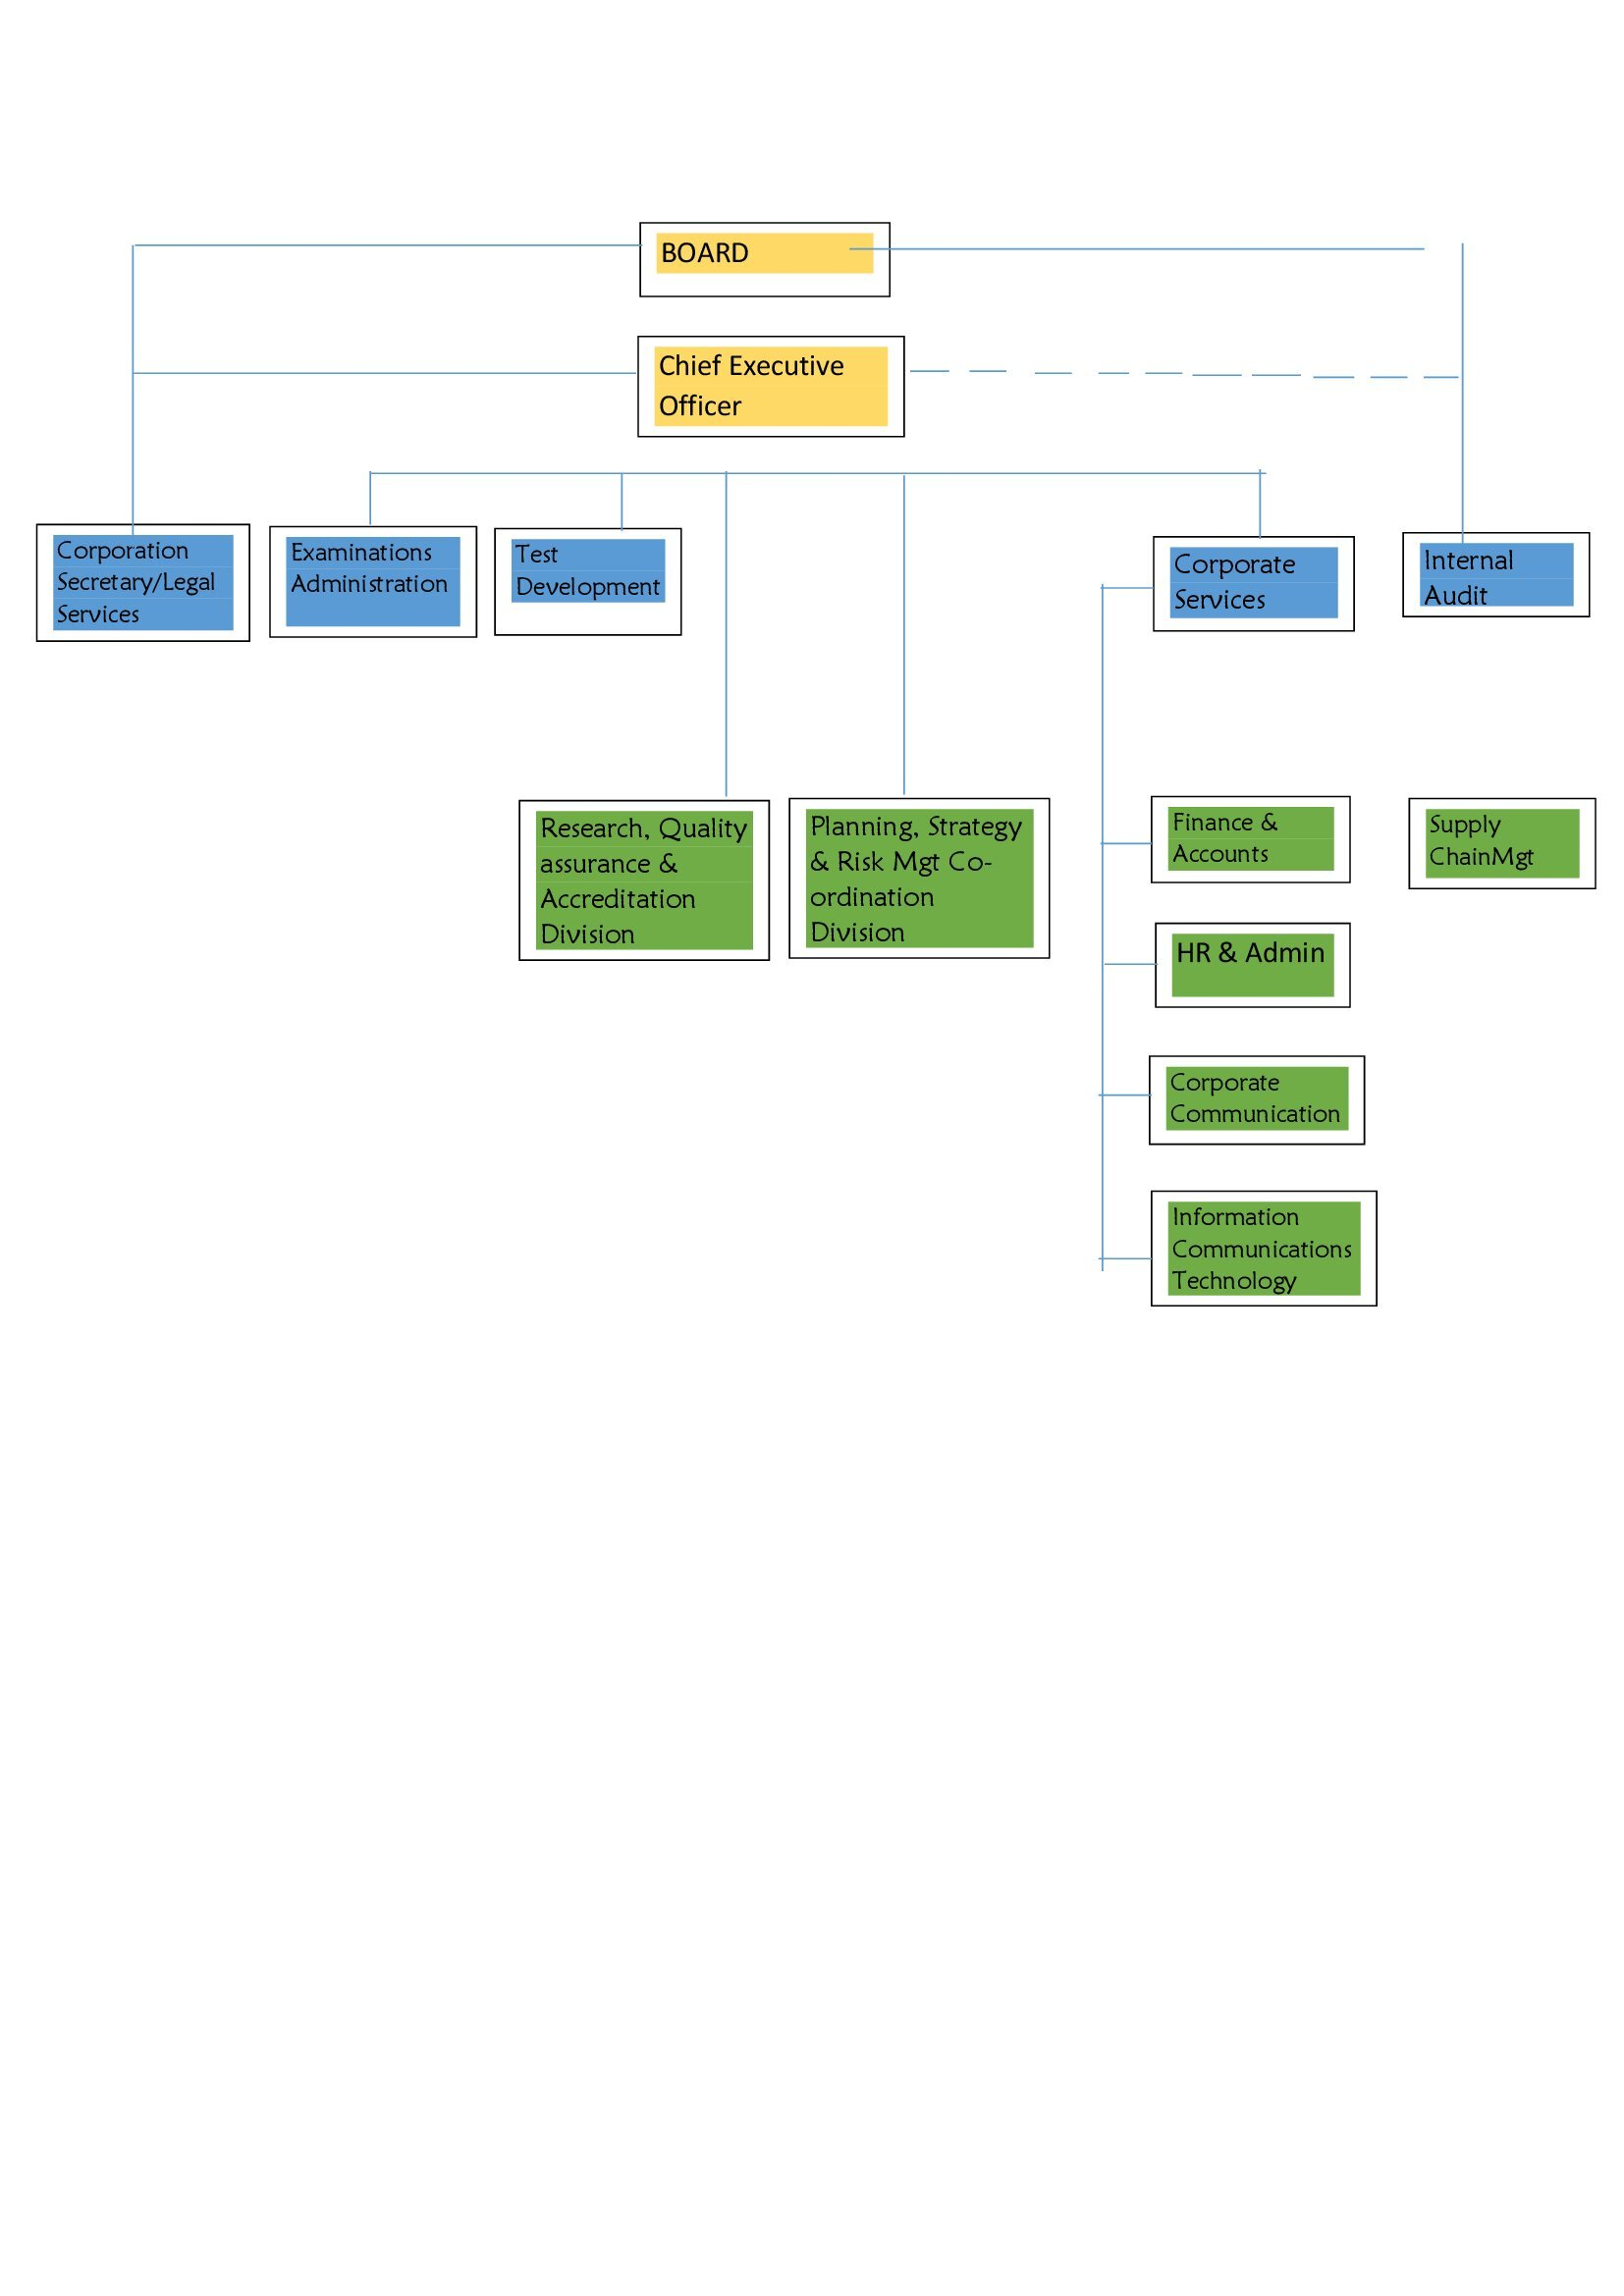 BOARD
Chief Executive
Officer
Corporation
Secretary/Legal
Services
Examinations
Administration
Test
Development
Corporate
Services
Internal
Audit
Research, Quality
assurance &
Accreditation
Division
Planning, Strategy
& Risk Mgt Co-
ordination
Division
Finance &
Accounts
Supply
ChainMgt
HR & Admin
Corporate
Communication
Information
Communications
Technology